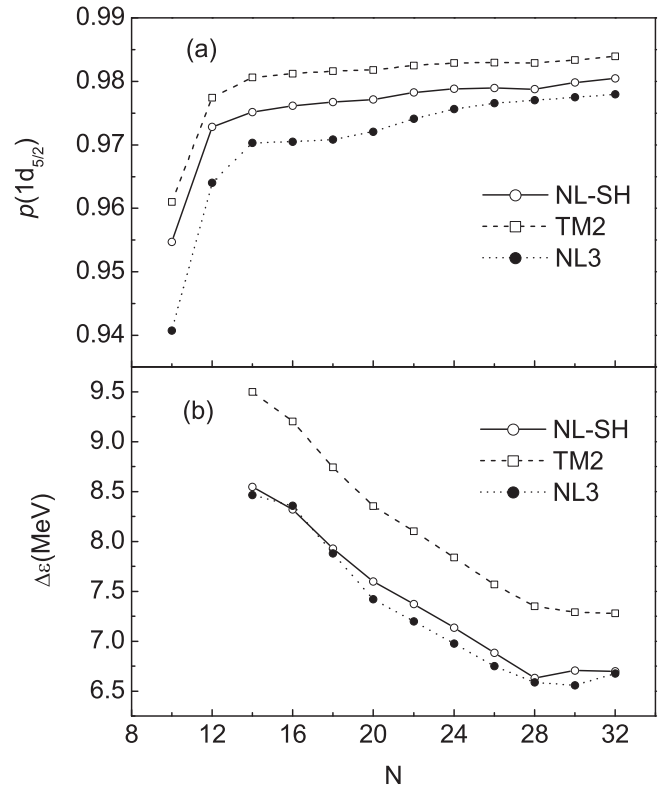 0.99
(a)
0.98
0.97
p(1d5/2)
0.96
NL-SH
TM2
0.95
NL3
0.94
9.5
(b)
NL-SH
9.0
TM2
8.5
NL3
8.0
Δε(MeV)
7.5
7.0
6.5
8 12 16 20 24 28 32
N